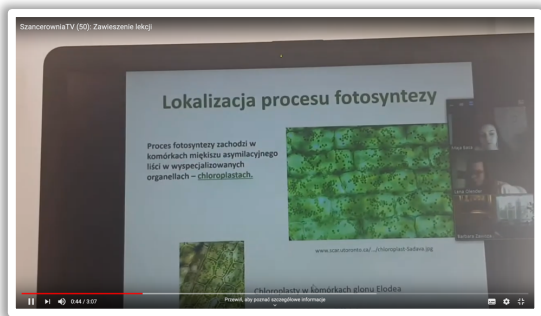 SzancerowniaTV (50): Zawieszenie lekcji
Lokalizacja procesu fotosyntezy
Proces fotosyntezy zachodzi w
komórkach miękiszu asymilacyjnego
liści w wyspecjalizowanych
organellach – chloroplastach.
Chloroplasty w komórkach glonu Elodea
0:44 / 3:07
Przewiń, aby poznać szczegółowe informacje